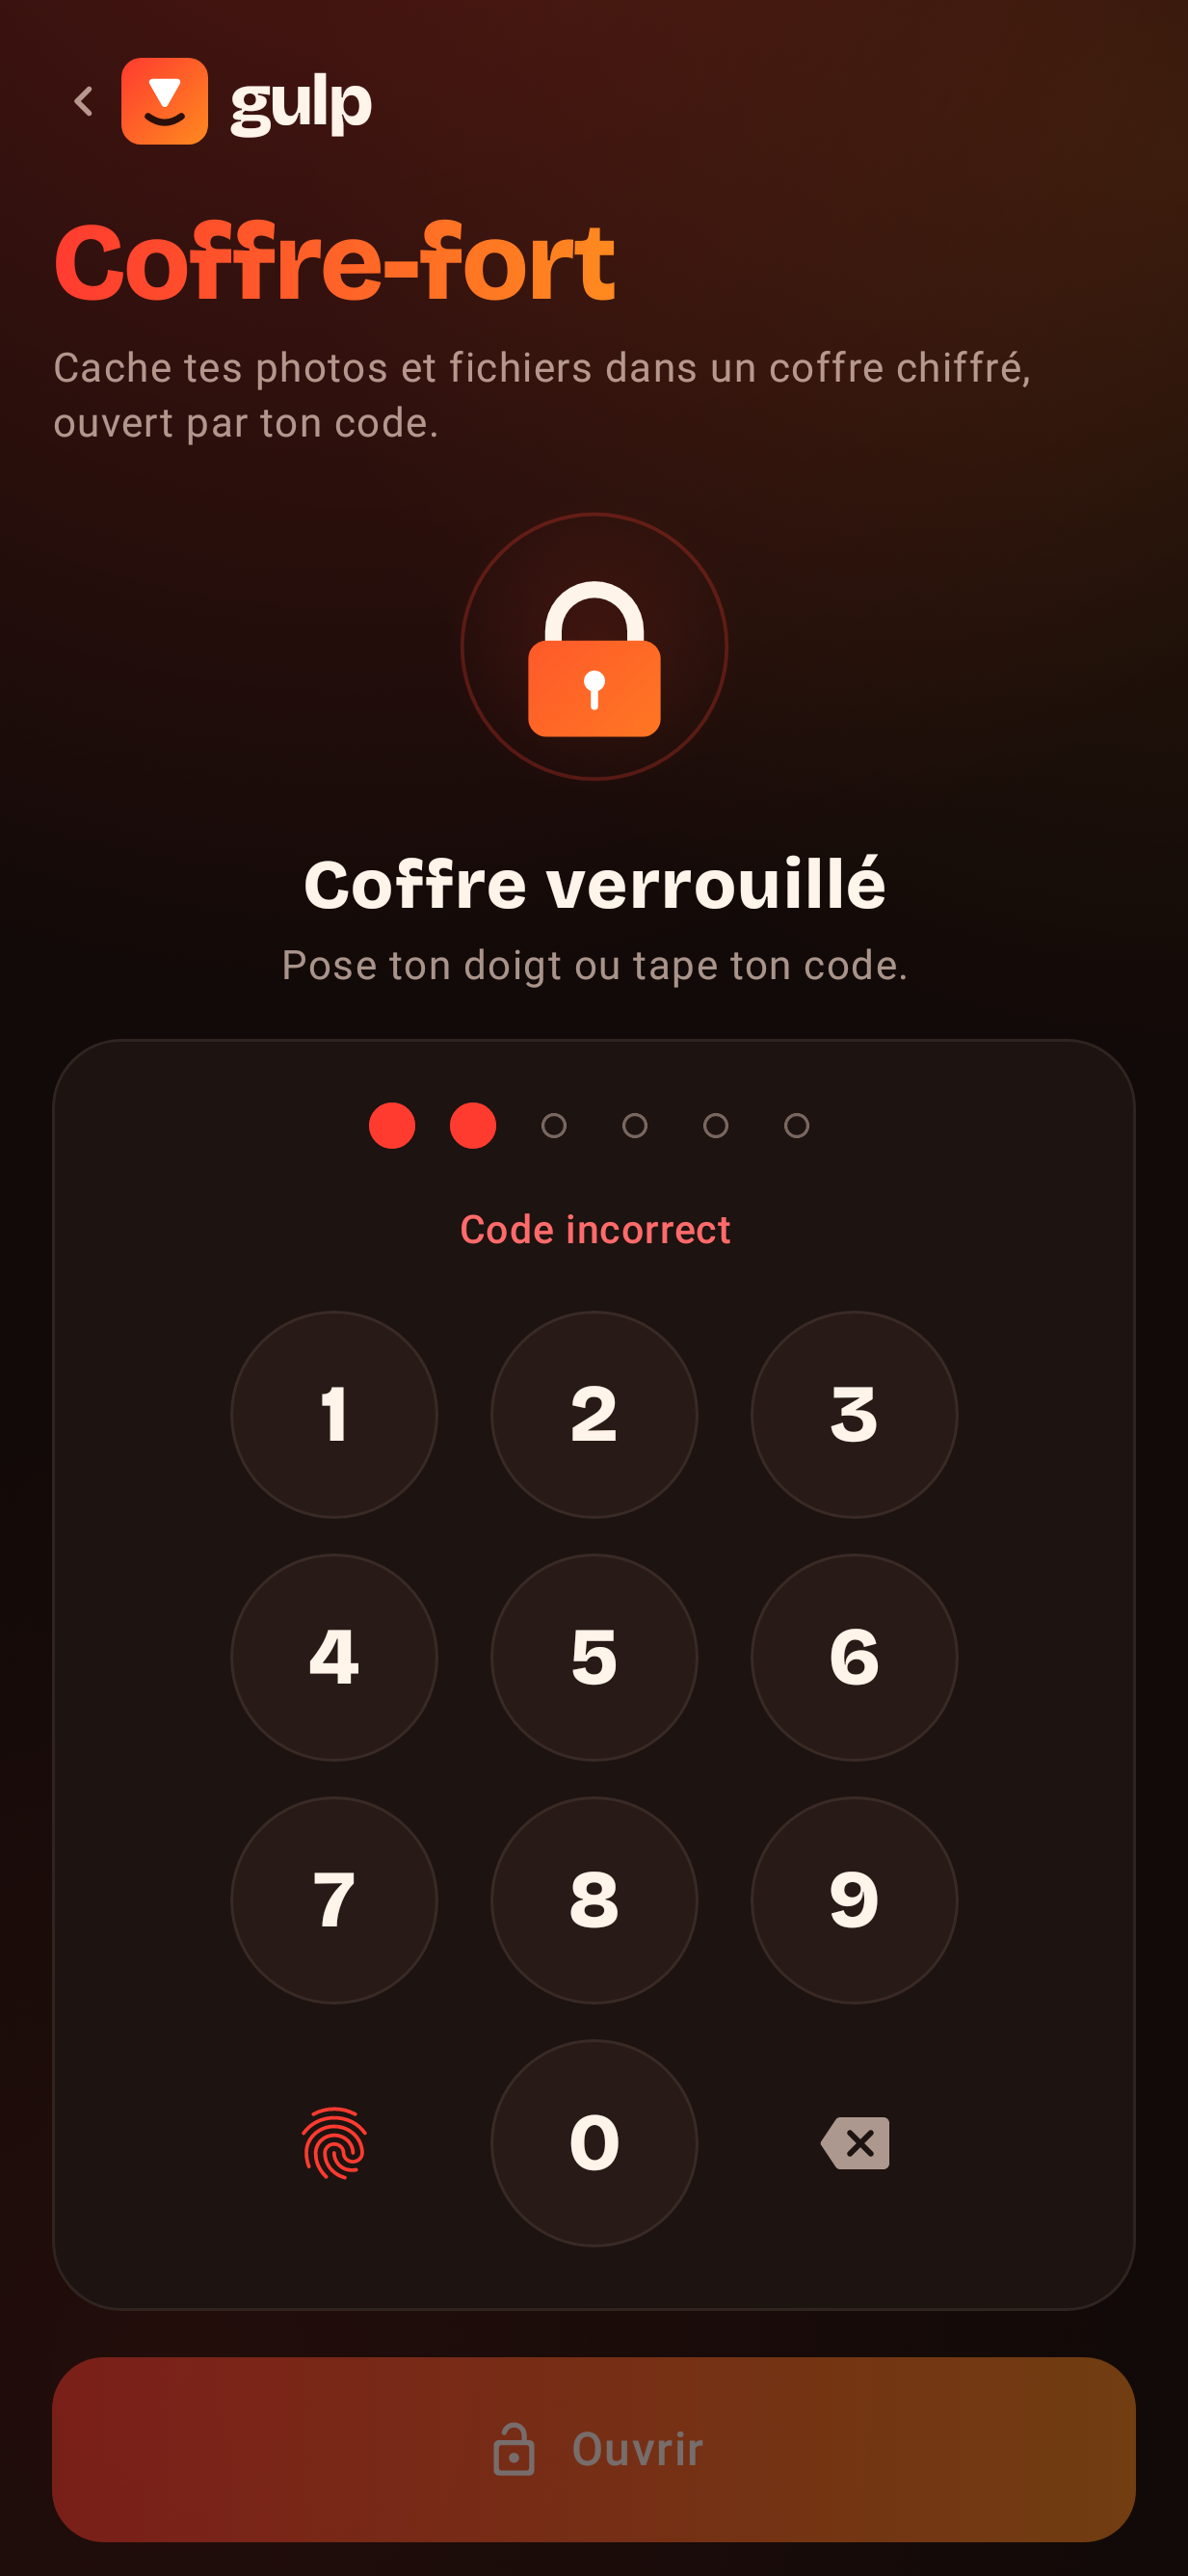 gulp
Coffre-fort
Cache tes photos et fichiers dans un coffre chiffré,
ouvert par ton code.
Coffre verrouillé
Pose ton doigt ou tape ton code.
Code incorrect
1 2 3
4 5 6
7 8 9
0
Ouvrir